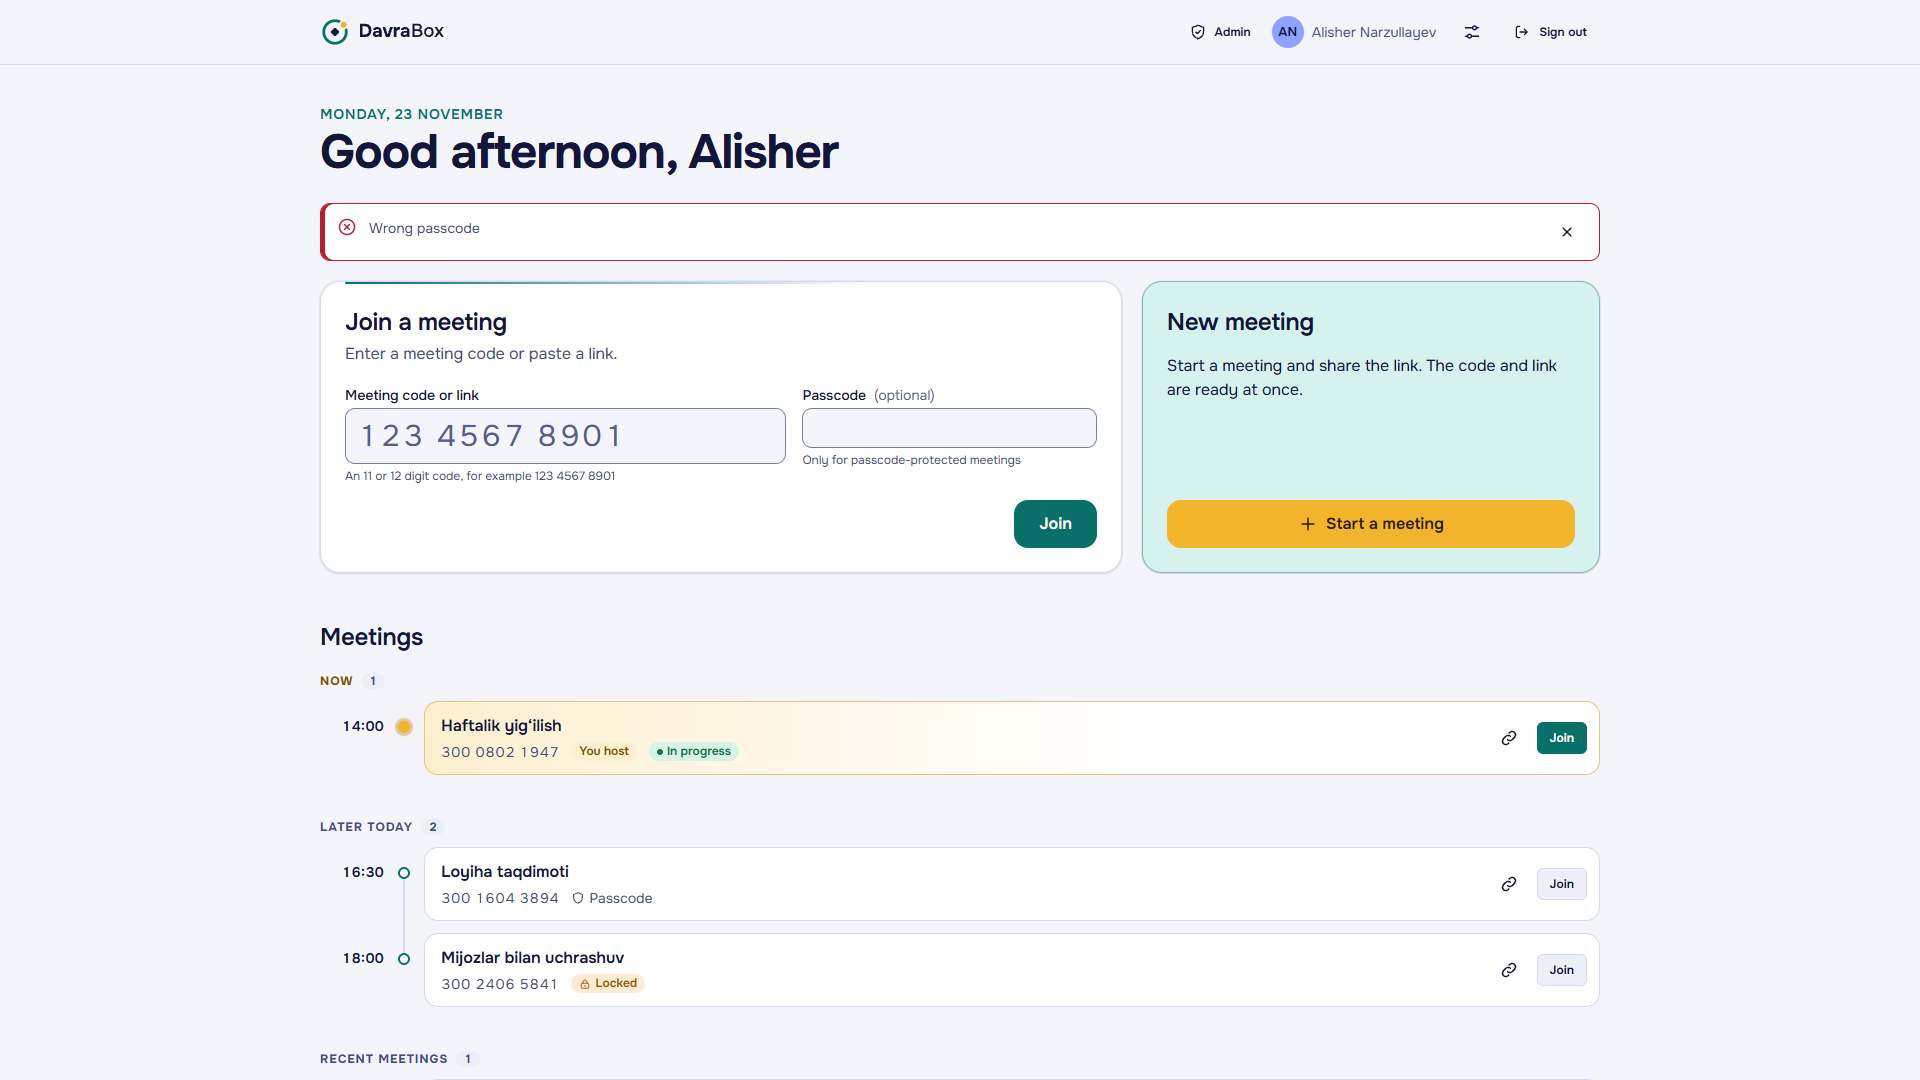 DavraBox
Admin
AN
Alisher Narzullayev
Sign out
MONDAY, 23 NOVEMBER
Good afternoon, Alisher
Wrong passcode
Join a meeting
Enter a meeting code or paste a link.
Meeting code or link
123 4567 8901
An 11 or 12 digit code, for example 123 4567 8901
Passcode (optional)
Only for passcode-protected meetings
Join
New meeting
Start a meeting and share the link. The code and link
are ready at once.
Start a meeting
Meetings
NOW 1
14:00
Haftalik yig‘ilish
300 0802 1947 You host In progress
Join
LATER TODAY 2
16:30
Loyiha taqdimoti
300 1604 3894 Passcode
Join
18:00
Mijozlar bilan uchrashuv
300 2406 5841 Locked
Join
RECENT MEETINGS 1